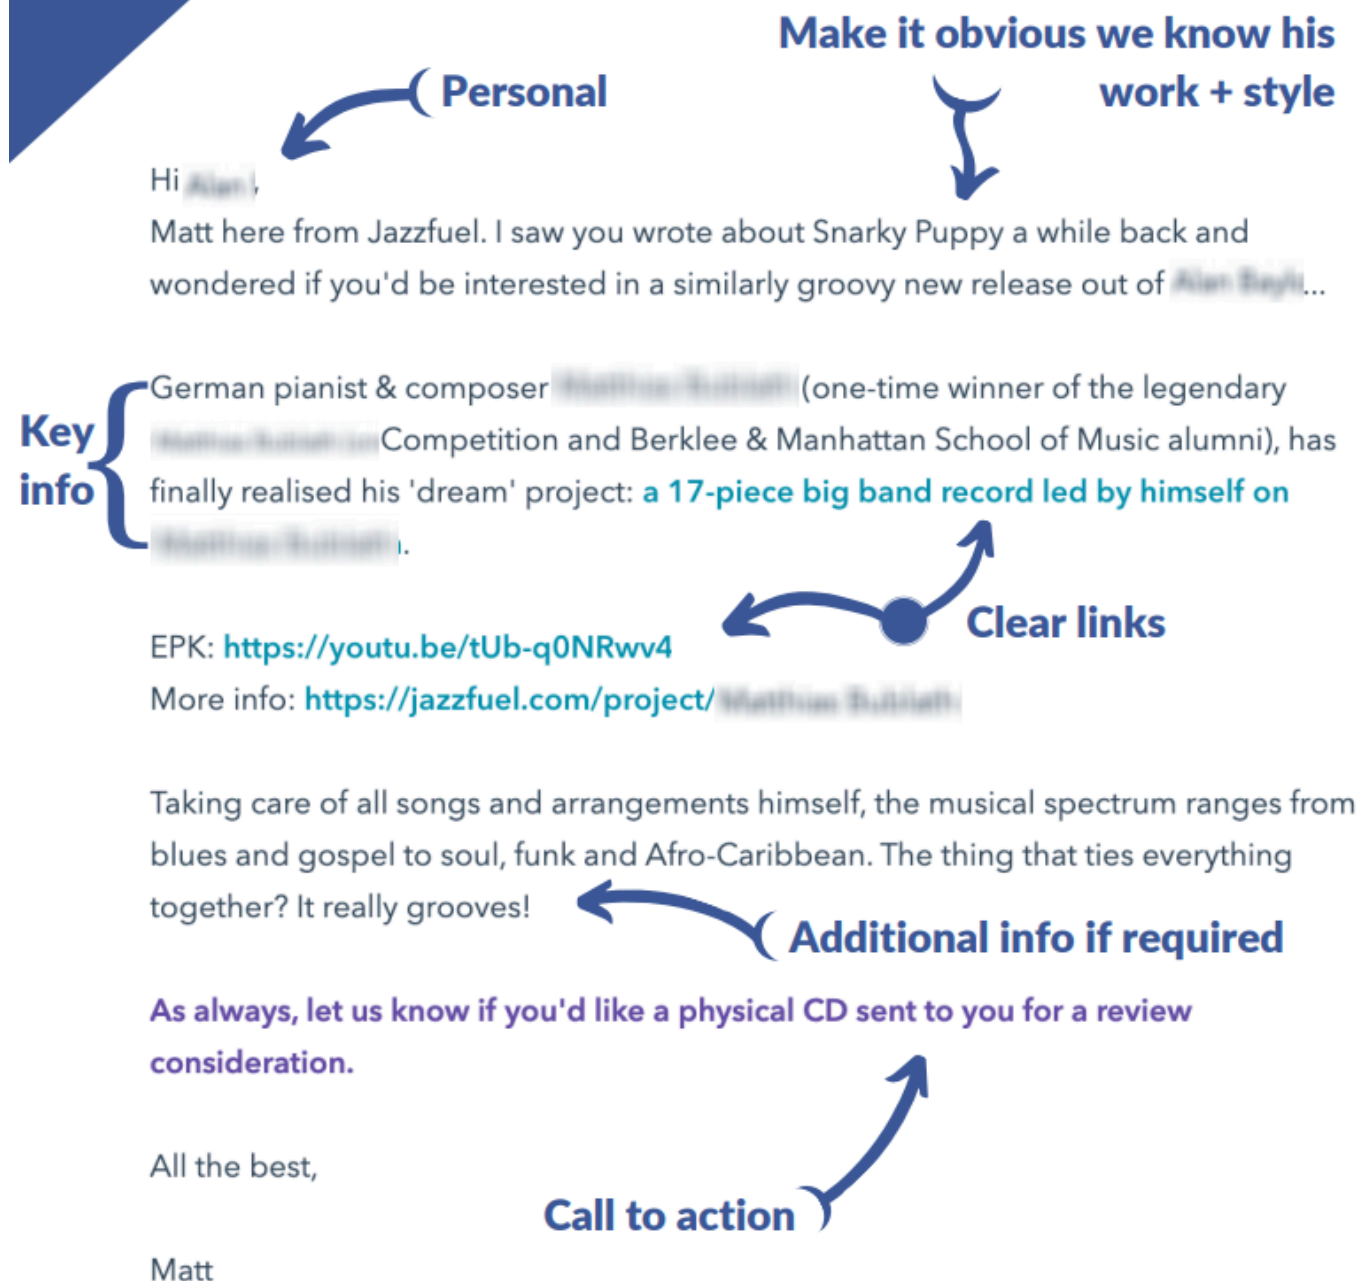 Make it obvious we know his
work + style
Personal
Hi
Matt here from Jazzfuel. I saw you wrote about Snarky Puppy a while back and
wondered if you'd be interested in a similarly groovy new release out of ...
Key
info
German pianist & composer (one-time winner of the legendary
Competition and Berklee & Manhattan School of Music alumni), has
finally realised his 'dream' project: a 17-piece big band record led by himself on
.
Clear links
EPK: https://youtu.be/tUb-q0NRwv4
More info: https://jazzfuel.com/project/
Taking care of all songs and arrangements himself, the musical spectrum ranges from
blues and gospel to soul, funk and Afro-Caribbean. The thing that ties everything
together? It really grooves!
Additional info if required
As always, let us know if you'd like a physical CD sent to you for a review
consideration.
All the best,
Call to action
Matt